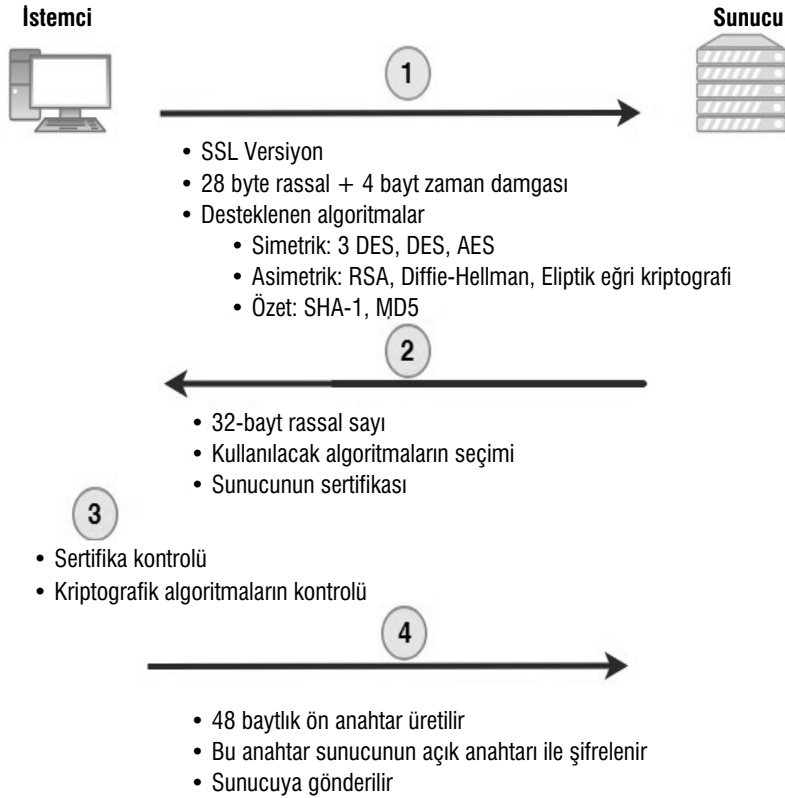 İstemci
Sunucu
1
• SSL Versiyon
• 28 byte rassal + 4 bayt zaman damgası
• Desteklenen algoritmalar
• Simetrik: 3 DES, DES, AES
• Asimetrik: RSA, Diffie-Hellman, Eliptik eğri kriptografi
• Özet: SHA-1, MD5
2
• 32-bayt rassal sayı
• Kullanılacak algoritmaların seçimi
• Sunucunun sertifikası
3
• Sertifika kontrolü
• Kriptografik algoritmaların kontrolü
4
• 48 baytlık ön anahtar üretilir
• Bu anahtar sunucunun açık anahtarı ile şifrelenir
• Sunucuya gönderilir